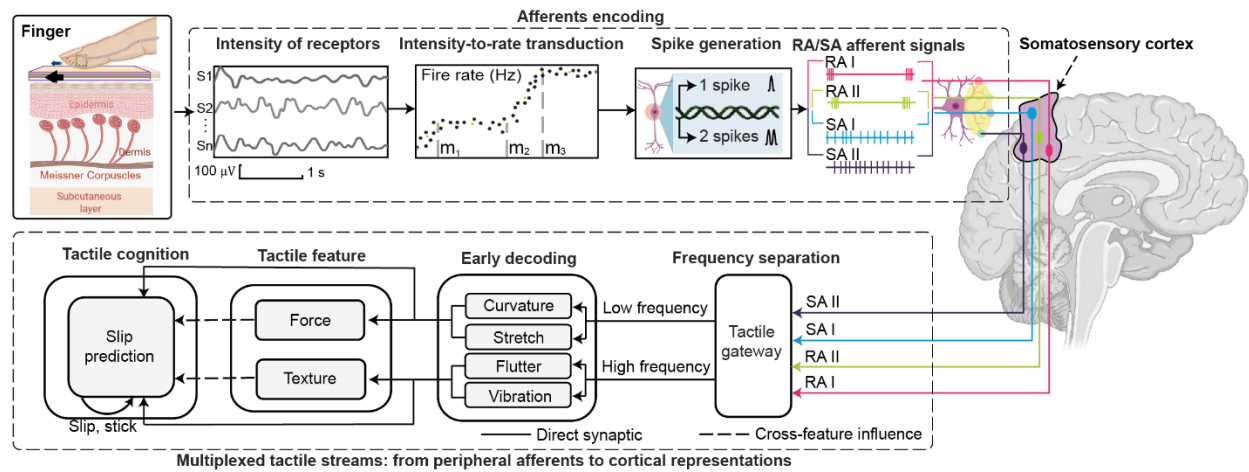 Afferents encoding
Finger
Epidermis
Dermis
Meissner Corpuscles
Subcutaneous
layer
Intensity of receptors
S1
S2
⋮
Sn
100 μV
1 s
Intensity-to-rate transduction
Fire rate (Hz)
m1
m2
m3
Spike generation
1 spike
2 spikes
RA/SA afferent signals
RA I
RA II
SA I
SA II
Somatosensory cortex
Tactile cognition
Slip
prediction
Slip, stick
Tactile feature
Force
Texture
Early decoding
Curvature
Stretch
Flutter
Vibration
Frequency separation
Low frequency
High frequency
Tactile
gateway
SA II
SA I
RA II
RA I
Direct synaptic
Cross-feature influence
Multiplexed tactile streams: from peripheral afferents to cortical representations